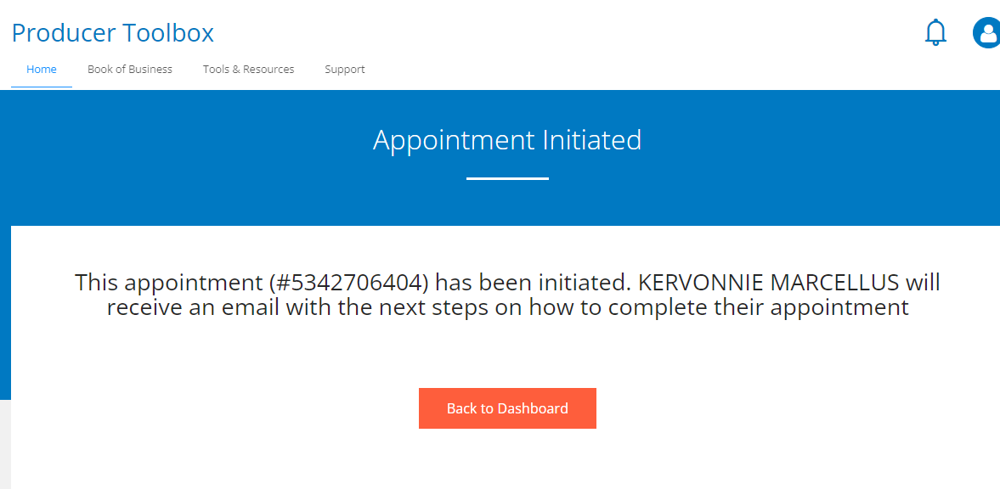 Producer Toolbox
Home Book of Business Tools & Resources Support
Appointment Initiated
This appointment (#5342706404) has been initiated. KERVONNIE MARCELLUS will
receive an email with the next steps on how to complete their appointment
Back to Dashboard